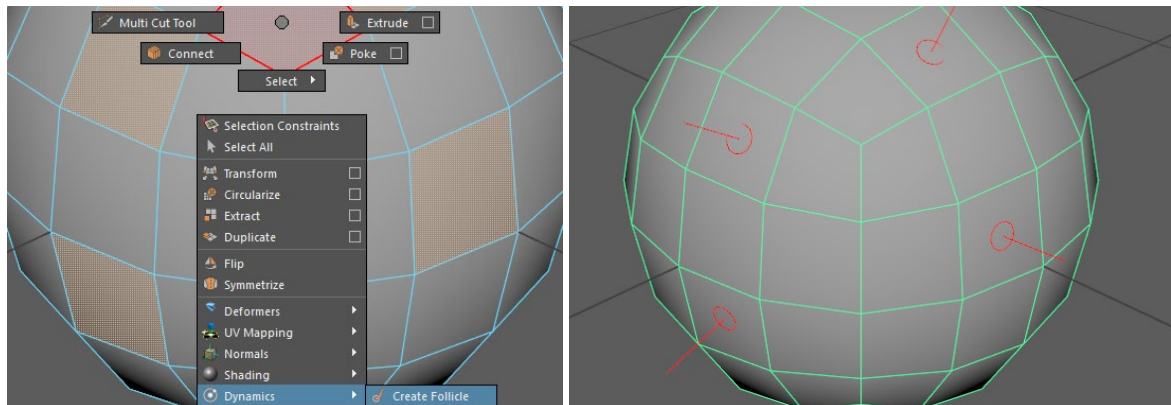 Multi Cut Tool
Extrude
Connect
Poke
Select
Selection Constraints
Select All
Transform
Circularize
Extract
Duplicate
Flip
Symmetrize
Deformers
UV Mapping
Normals
Shading
Dynamics
Create Follicle